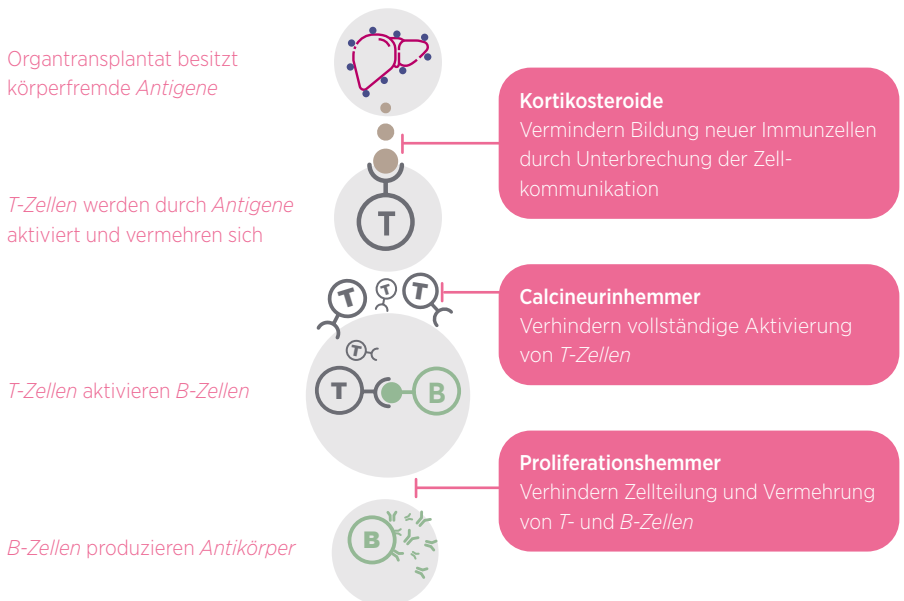 Organtransplantat besitzt
körperfremde Antigene
Kortikosteroide
Vermindern Bildung neuer Immunzellen
durch Unterbrechung der Zell-
kommunikation
T-Zellen werden durch Antigene
aktiviert und vermehren sich
T
T
T
T
Calcineurinhemmer
Verhindern vollständige Aktivierung
von T-Zellen
T
T-Zellen aktivieren B-Zellen
T
B
Proliferationshemmer
Verhindern Zellteilung und Vermehrung
von T- und B-Zellen
B-Zellen produzieren Antikörper
B